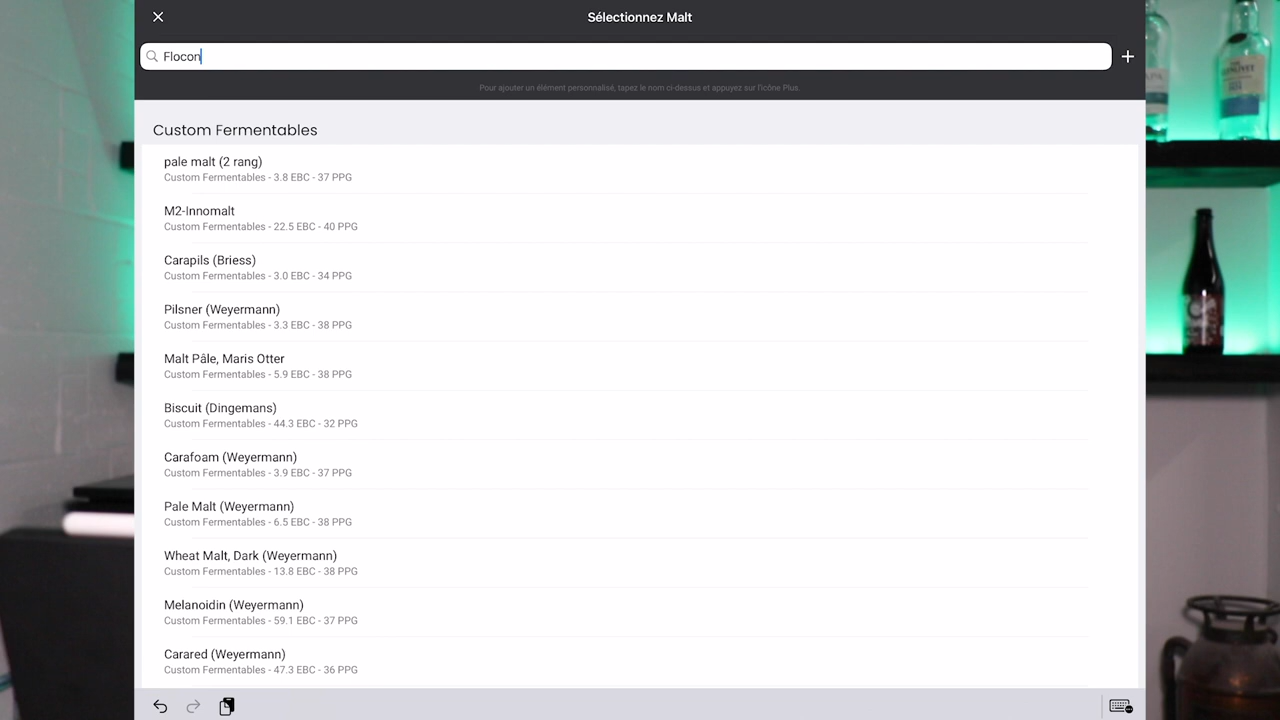 Sélectionnez Malt
Flocon
Pour ajouter un élément personnalisé, tapez le nom ci-dessus et appuyez sur l'icône Plus.
Custom Fermentables
pale malt (2 rang)
Custom Fermentables - 3.8 EBC - 37 PPG
M2-Innomalt
Custom Fermentables - 22.5 EBC - 40 PPG
Carapils (Briess)
Custom Fermentables - 3.0 EBC - 34 PPG
Pilsner (Weyermann)
Custom Fermentables - 3.3 EBC - 38 PPG
Malt Pâle, Maris Otter
Custom Fermentables - 5.9 EBC - 38 PPG
Biscuit (Dingemans)
Custom Fermentables - 44.3 EBC - 32 PPG
Carafoam (Weyermann)
Custom Fermentables - 3.9 EBC - 37 PPG
Pale Malt (Weyermann)
Custom Fermentables - 6.5 EBC - 38 PPG
Wheat Malt, Dark (Weyermann)
Custom Fermentables - 13.8 EBC - 38 PPG
Melanoidin (Weyermann)
Custom Fermentables - 59.1 EBC - 37 PPG
Carared (Weyermann)
Custom Fermentables - 47.3 EBC - 36 PPG